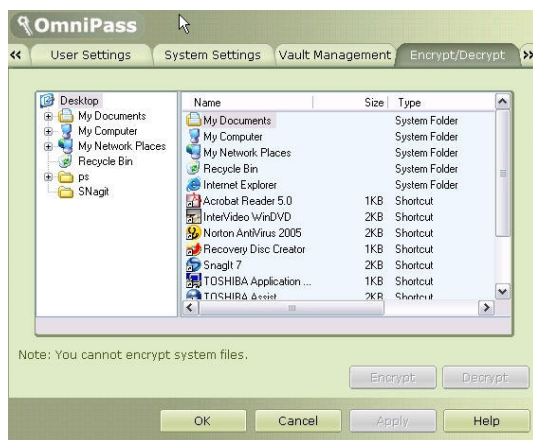 OmniPass
« User Settings System Settings Vault Management Encrypt/Decrypt »
Desktop
My Documents
My Computer
My Network Places
Recycle Bin
ps
SNagit
Name Size Type
My Documents System Folder
My Computer System Folder
My Network Places System Folder
Recycle Bin System Folder
Internet Explorer System Folder
Acrobat Reader 5.0 1KB Shortcut
InterVideo WinDVD 2KB Shortcut
Norton AntiVirus 2005 2KB Shortcut
Recovery Disc Creator 1KB Shortcut
SnagIt 7 2KB Shortcut
TOSHIBA Application ... 1KB Shortcut
TOSHIBA Assist 2KB Shortcut
Note: You cannot encrypt system files.
Encrypt Decrypt
OK Cancel Apply Help